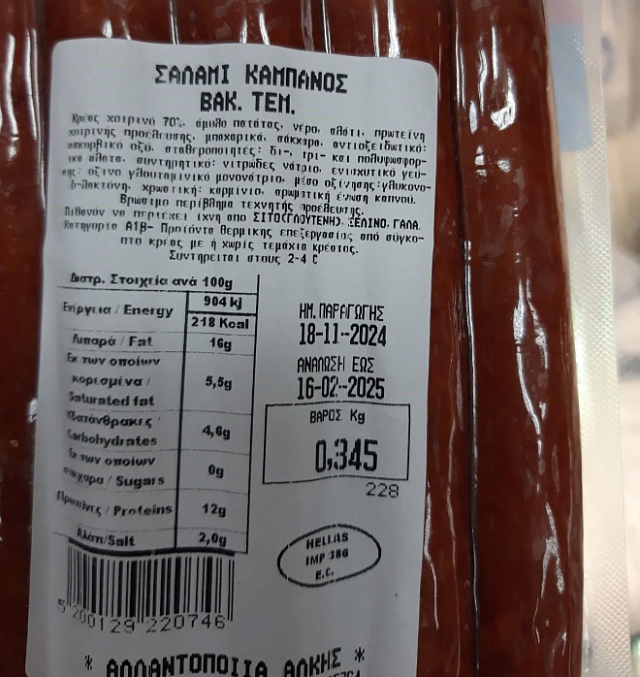 ΣΑΛΑΜΙ ΚΑΜΠΑΝΟΣ
ΒΑΚ. ΤΕΜ.
Κρέας χοιρινό 70%, άμυλο πατάτας, νερό, αλάτι, πρωτεΐνη
χοιρινής προέλευσης, μπαχαρικά, σάκχαρο, αντιοξειδωτικό:
ασκορβικό οξύ, σταθεροποιητές: δι-, τρι- και πολυφωσφορ-
ικά άλατα, συντηρητικό: νιτρώδες νάτριο, ενισχυτικό γεύ-
σης: όξινο γλουταμινικό μονονάτριο, μέσο οξίνησης:γλυκονο-
δ-λακτόνη, χρωστική: καρμίνιο, αρωματική ένωση καπνού.
Βρώσιμο περίβλημα τεχνητής προέλευσης.
Πιθανόν να περιέχει ίχνη από ΣΙΤΟ(ΓΛΟΥΤΕΝΗ), ΣΕΛΙΝΟ, ΓΑΛΑ.
Κατηγορία Α1Β- Προϊόντα θερμικής επεξεργασίας από σύγκο-
πτο κρέας με ή χωρίς τεμάχια κρέατος.
Συντηρείται στους 2-4 C
Διατρ. Στοιχεία ανά 100g
Ενέργεια / Energy 904 kj
218 Kcal
Λιπαρά / Fat 16g
Εκ των οποίων
κορεσμένα / 5,5g
Saturated fat
Υδατάνθρακες /
Carbohydrates 4,6g
Εκ των οποίων
σάκχαρα / Sugars 0g
Πρωτεΐνες / Proteins 12g
Αλάτι/Salt 2,0g
ΗΜ. ΠΑΡΑΓΩΓΗΣ
18-11-2024
ΑΝΑΛΩΣΗ ΕΩΣ
16-02-2025
ΒΑΡΟΣ Kg
0,345
228
HELLAS
IMP 386
E.C.
5 200129 220746
* ΑΛΛΑΝΤΟΠΟΙΙΑ ΑΛΚΗΣ *